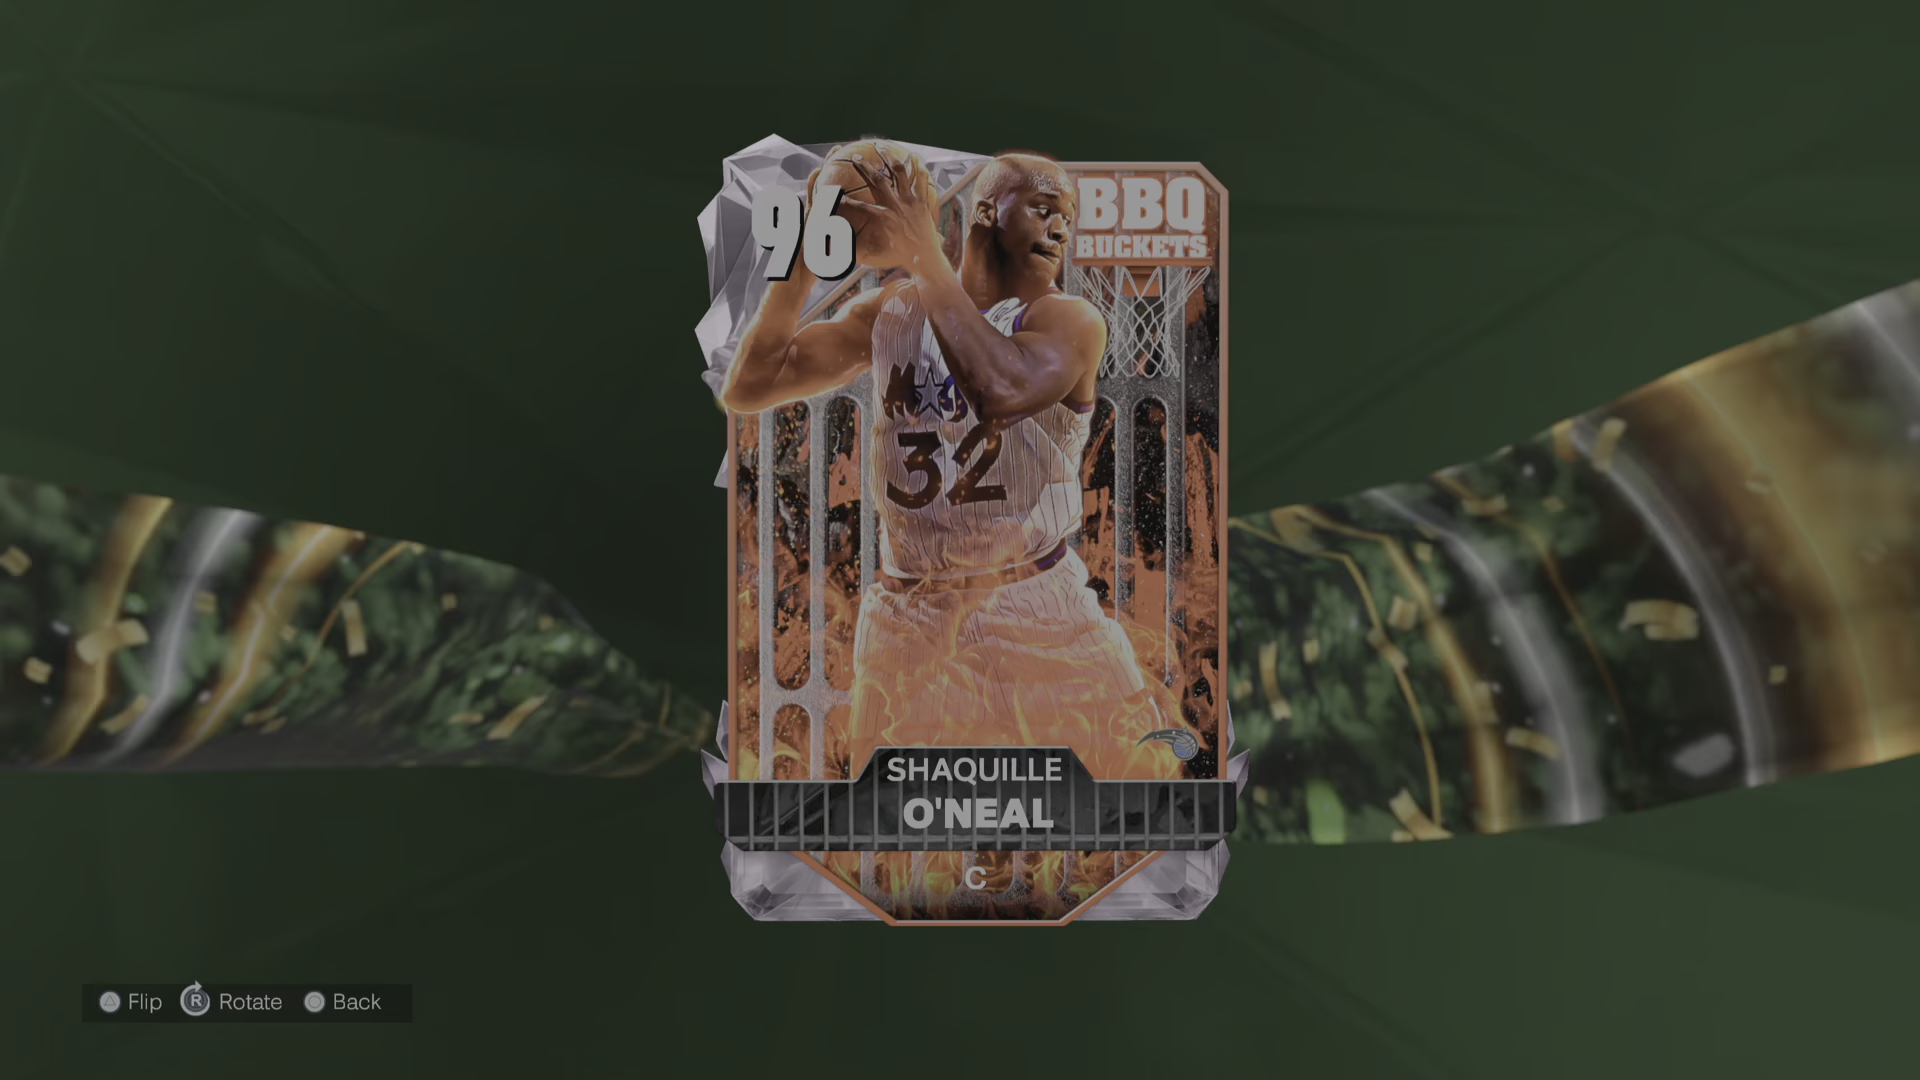 96
BBQ
BUCKETS
32
SHAQUILLE
O'NEAL
C
Flip R Rotate Back